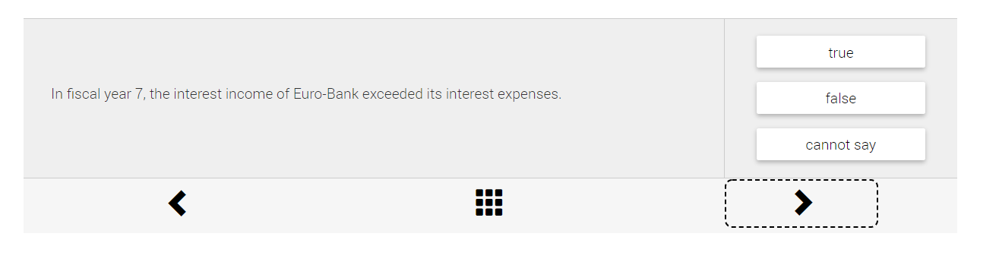 In fiscal year 7, the interest income of Euro-Bank exceeded its interest expenses.
true
false
cannot say